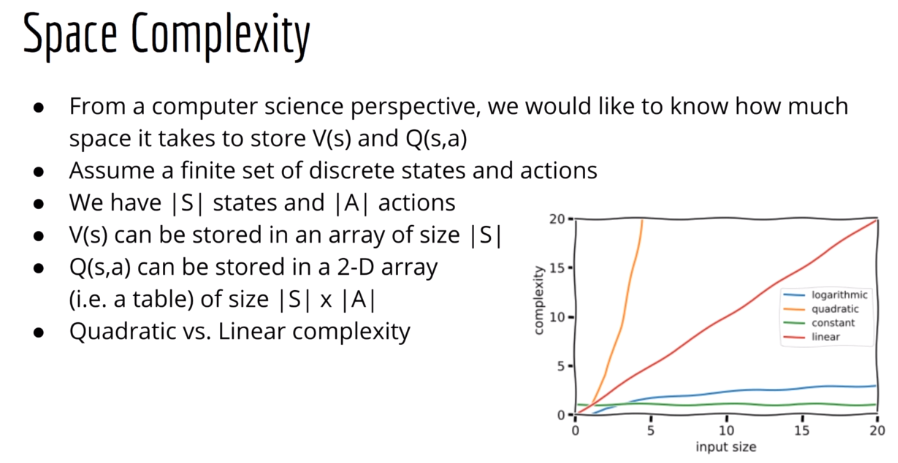 Space Complexity
● From a computer science perspective, we would like to know how much
space it takes to store V(s) and Q(s,a)
● Assume a finite set of discrete states and actions
● We have |S| states and |A| actions
● V(s) can be stored in an array of size |S|
● Q(s,a) can be stored in a 2-D array
(i.e. a table) of size |S| x |A|
● Quadratic vs. Linear complexity
20
15
10
5
0
complexity
logarithmic
quadratic
constant
linear
0 5 10 15 20
input size